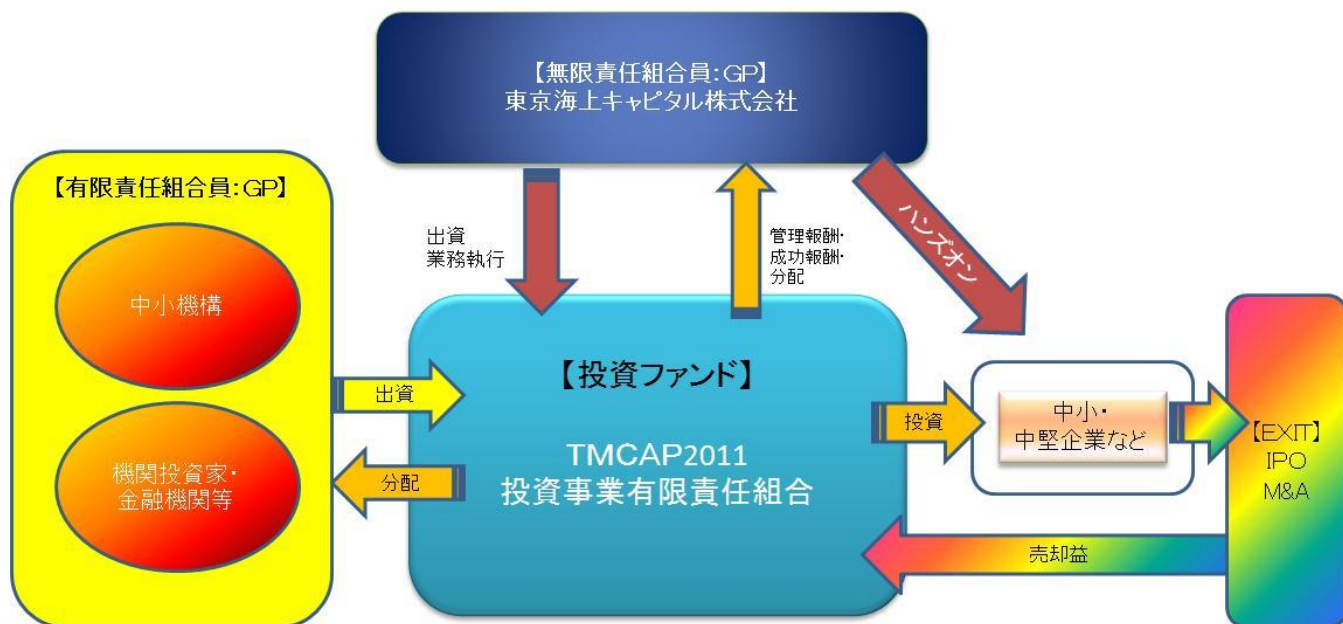 【無限責任組合員:GP】
東京海上キャピタル株式会社
【有限責任組合員:GP】
中小機構
機関投資家・
金融機関等
出資
業務執行
管理報酬・
成功報酬・
分配
ハンズオン
出資
分配
【投資ファンド】
TMCAP2011
投資事業有限責任組合
投資
中小・
中堅企業など
【EXIT】
IPO
M&A
売却益